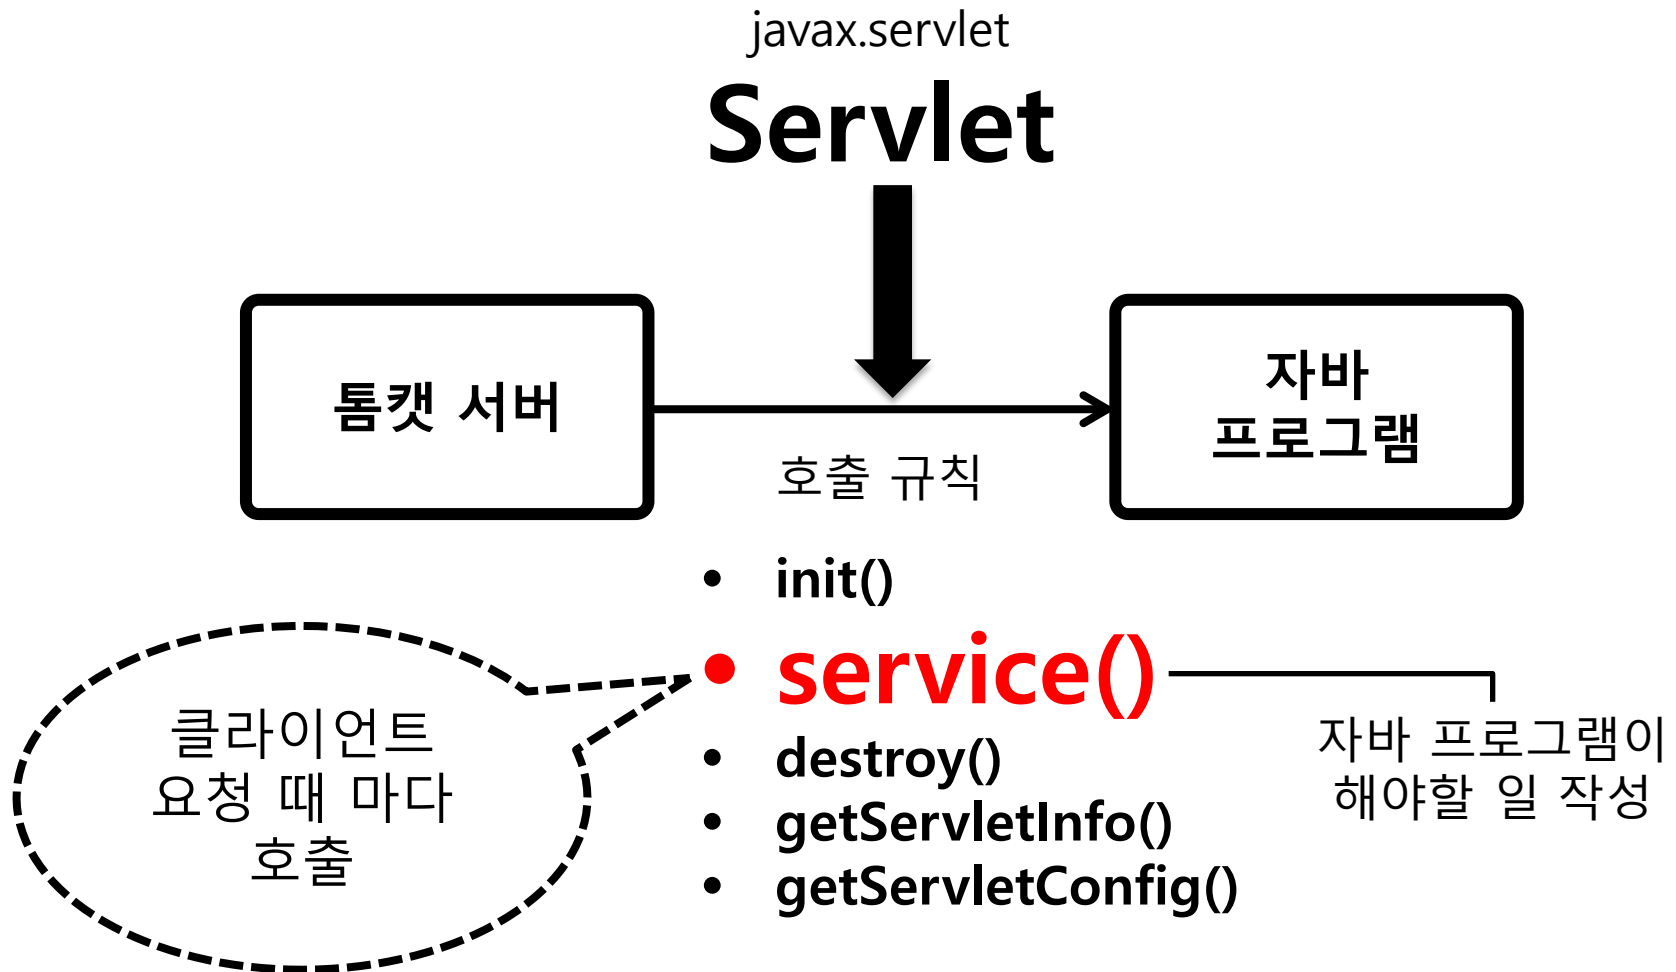 javax.servlet
Servlet
톰캣 서버
자바
프로그램
호출 규칙
• init()
• service()
• destroy()
• getServletInfo()
• getServletConfig()
클라이언트
요청 때 마다
호출
자바 프로그램이
해야할 일 작성